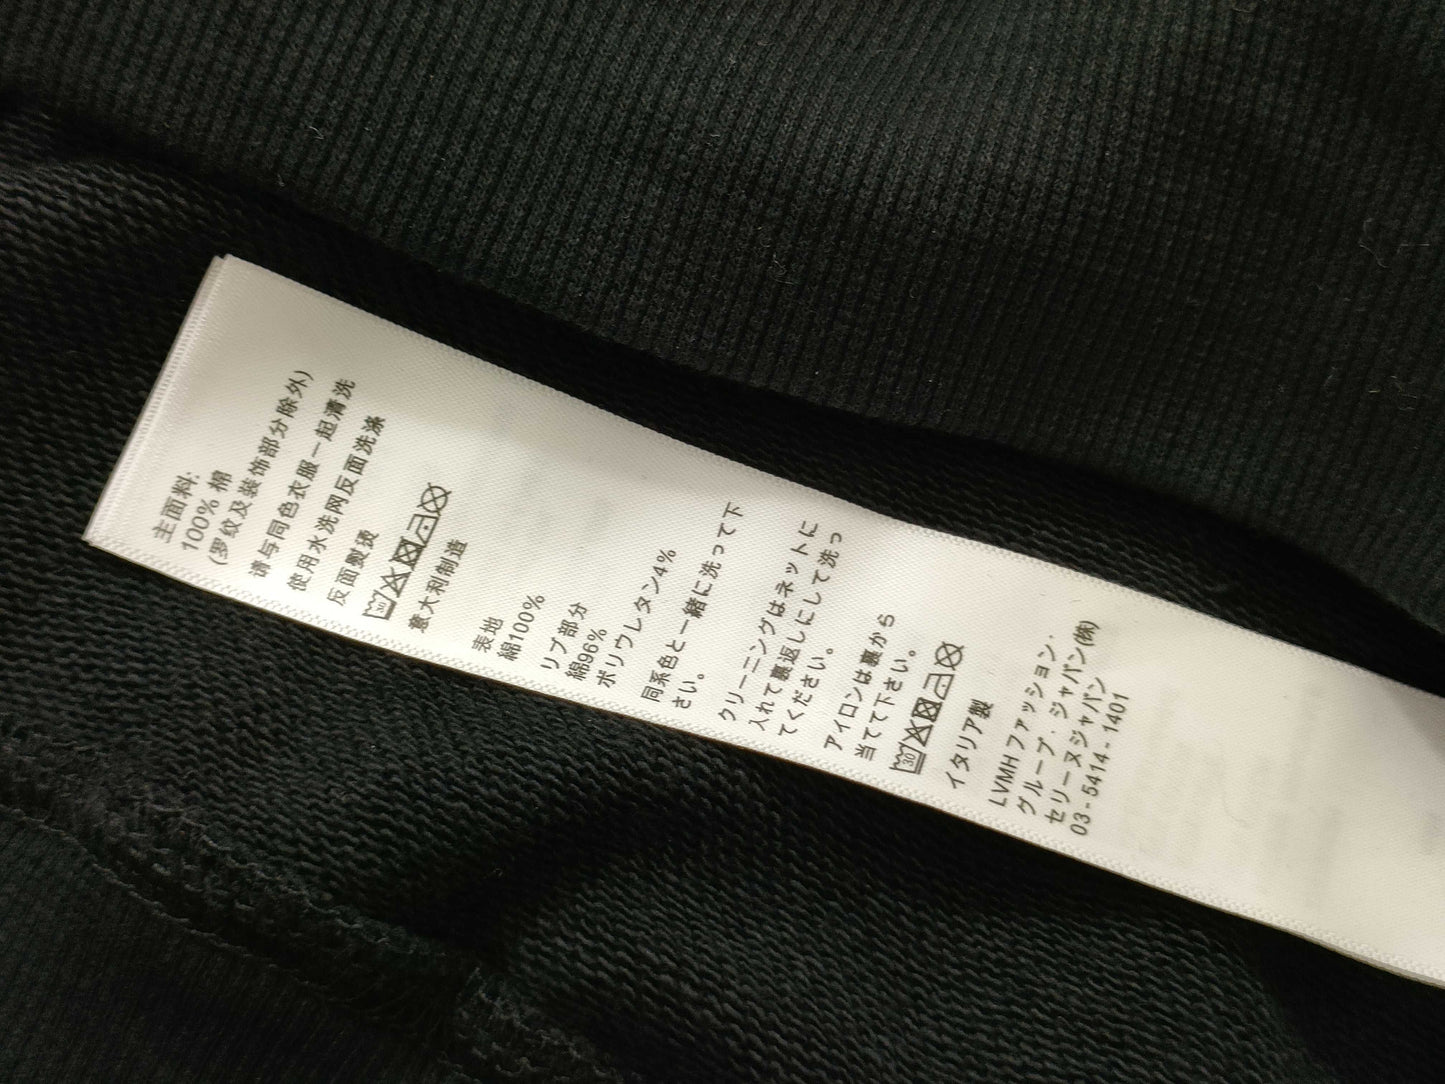 主面料:
100% 棉
(罗纹及装饰部分除外)
请与同色衣服一起清洗
使用水洗网反面洗涤
反面熨烫
30
意大利制造
表地
綿100%
リブ部分
綿96%
ポリウレタン4%
同系色と一緒に洗って下
さい。
クリーニングはネットに
入れて裏返しにして洗っ
てください。
アイロンは裏から
当てて下さい。
30
イタリア製
LVMHファッション.
グループ.ジャパン(株)
セリーヌジャパン
03-5414-1401